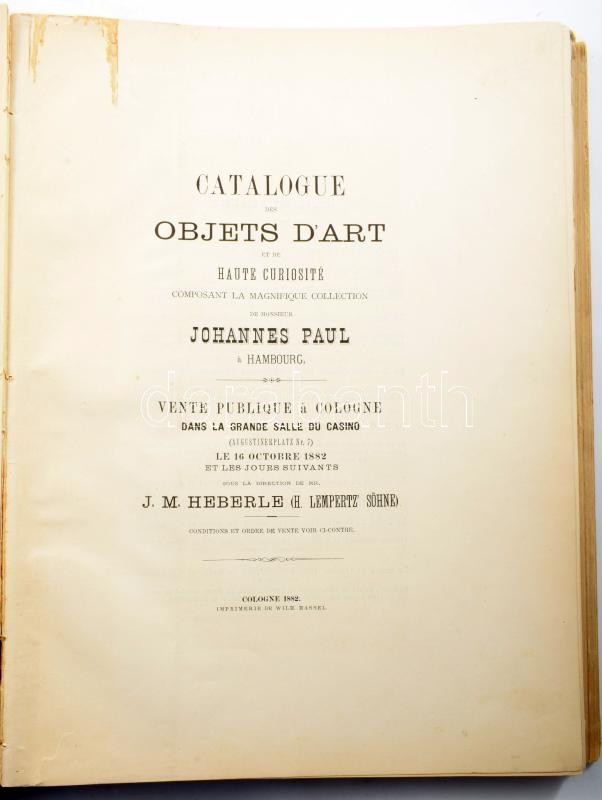 CATALOGUE
DES
OBJETS D'ART
ET DE
HAUTE CURIOSITÉ
COMPOSANT LA MAGNIFIQUE COLLECTION
DE MONSIEUR
JOHANNES PAUL
à HAMBOURG.
darabanth
VENTE PUBLIQUE à COLOGNE
DANS LA GRANDE SALLE DU CASINO
(AUGUSTINERPLATZ Nr. 7)
LE 16 OCTOBRE 1882
ET LES JOURS SUIVANTS
SOUS LA DIRECTION DE MR.
J. M. HEBERLE (H. LEMPERTZ' SÖHNE)
CONDITIONS ET ORDRE DE VENTE VOIR CI-CONTRE.
COLOGNE 1882.
IMPRIMERIE DE WILH. HASSEL.